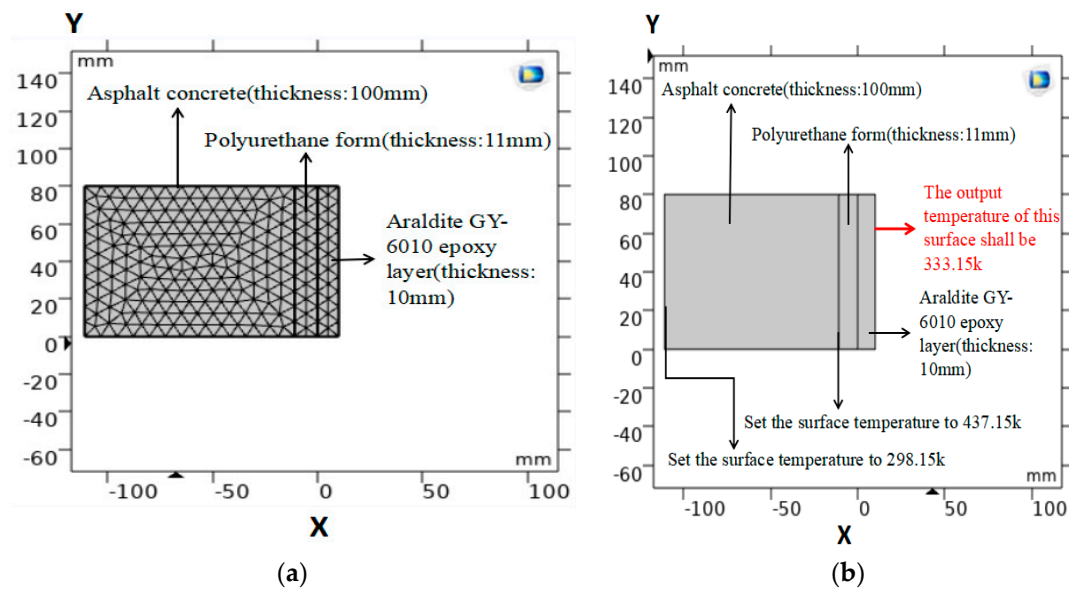 Y
mm
140
120
100
80
60
40
20
0
-20
-40
-60
Asphalt concrete(thickness:100mm)
Polyurethane form(thickness:11mm)
Araldite GY-
6010 epoxy
layer(thickness:
10mm)
mm
-100
-50
0
50
100
X
(a)
Y
mm
140
120
100
80
60
40
20
0
-20
-40
-60
Asphalt concrete(thickness:100mm)
Polyurethane form(thickness:11mm)
The output
temperature of this
surface shall be
333.15k
Araldite GY-
6010 epoxy
layer(thickness:
10mm)
Set the surface temperature to 437.15k
Set the surface temperature to 298.15k
mm
-100
-50
0
50
100
X
(b)